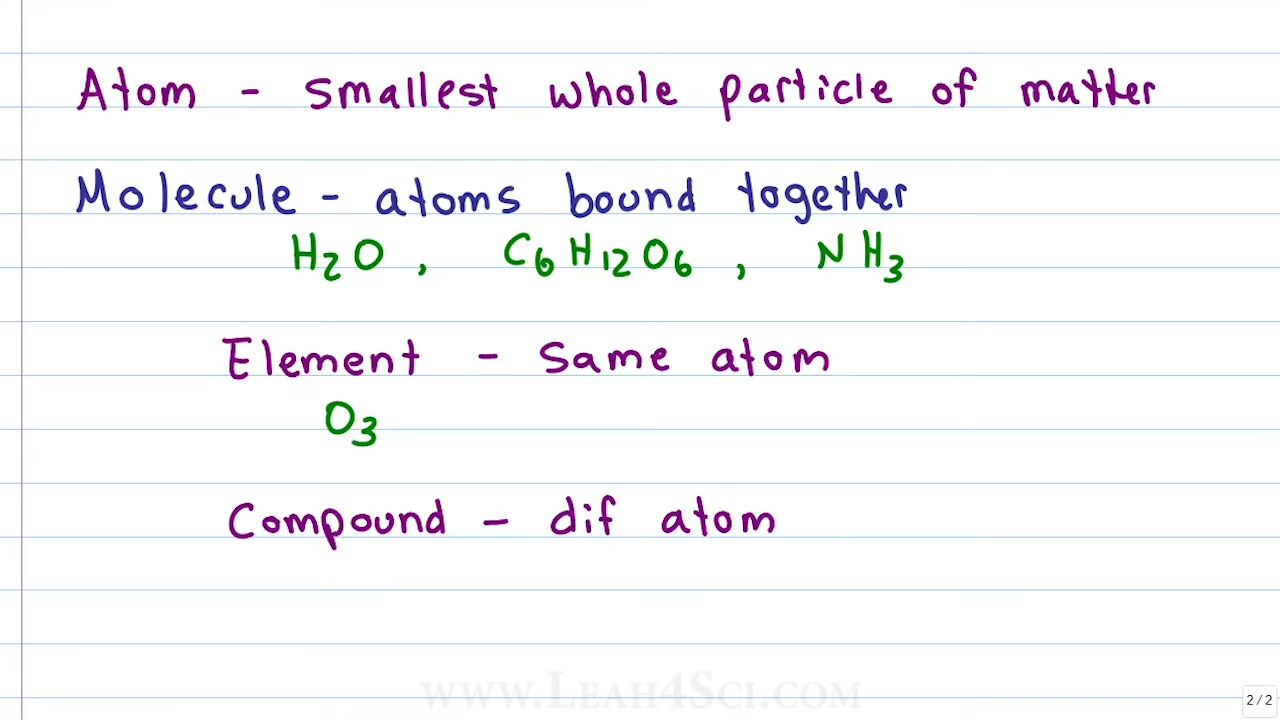 Atom - smallest whole particle of matter
Molecule - atoms bound together
H2O, C6H12O6, NH3
Element - same atom
O3
Compound - dif atom
www.Leah4Sci.com
2/2